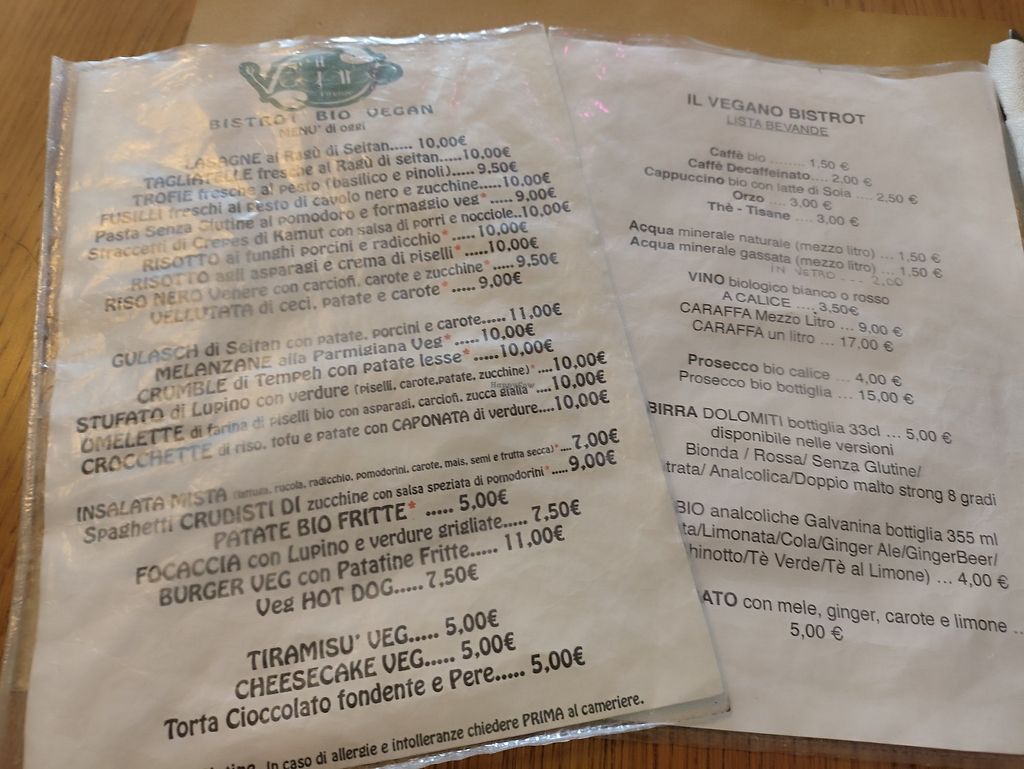 BISTROT BIO VEGAN
MENU' di oggi
LASAGNE al Ragù di Seitan..... 10,00€
TAGLIATELLE fresche al Ragù di seitan.....10,00€
TROFIE fresche al pesto (basilico e pinoli)..... 9,50€
FUSILLI freschi al pesto di cavolo nero e zucchine.....10,00€
Pasta Senza Glutine al pomodoro e formaggio veg* ..... 9,00€
Straccetti di Crepes di Kamut con salsa di porri e nocciole..10,00€
RISOTTO ai funghi porcini e radicchio* ..... 10,00€
RISOTTO agli asparagi e crema di piselli* .....10,00€
RISO NERO Venere con carciofi, carote e zucchine* ..... 9,50€
VELLUTATA di ceci, patate e carote* ..... 9,00€
GULASCH di Seitan con patate, porcini e carote..... 11,00€
MELANZANE alla Parmigiana Veg* ..... 10,00€
CRUMBLE di Tempeh con patate lesse* .....10,00€
STUFATO di Lupino con verdure (piselli, carote,patate, zucchine)* ....10,00€
OMELETTE di farina di piselli bio con asparagi, carciofi, zucca gialla* ....10,00€
CROCCHETTE di riso, tofu e patate con CAPONATA di verdure....10,00€
INSALATA MISTA (lattuga, rucola, radicchio, pomodorini, carote, mais, semi e frutta secca)* .... 7,00€
Spaghetti CRUDISTI DI zucchine con salsa speziata di pomodorini* ..... 9,00€
PATATE BIO FRITTE* ..... 5,00€
FOCACCIA con Lupino e verdure grigliate..... 7,50€
BURGER VEG con Patatine Fritte..... 11,00€
Veg HOT DOG.....7,50€
TIRAMISU' VEG..... 5,00€
CHEESECAKE VEG..... 5,00€
Torta Cioccolato fondente e Pere..... 5,00€
In caso di allergie e intolleranze chiedere PRIMA al cameriere.
IL VEGANO BISTROT
LISTA BEVANDE
Caffè bio ........ 1,50 €
Caffè Decaffeinato.... 2,00 €
Cappuccino bio con latte di Soia .... 2,50 €
Orzo .... 3,00 €
Thè - Tisane .... 3,00 €
Acqua minerale naturale (mezzo litro) ... 1,50 €
Acqua minerale gassata (mezzo litro) ... 1,50 €
IN VETRO --- 2,00
VINO biologico bianco o rosso
A CALICE .... 3,50€
CARAFFA Mezzo Litro ... 9,00 €
CARAFFA un litro ... 17,00 €
Prosecco bio calice ... 4,00 €
Prosecco bio bottiglia ... 15,00 €
BIRRA DOLOMITI bottiglia 33cl ... 5,00 €
disponibile nelle versioni
Bionda / Rossa/ Senza Glutine/
trata/ Analcolica/Doppio malto strong 8 gradi
BIO analcoliche Galvanina bottiglia 355 ml
ta/Limonata/Cola/Ginger Ale/GingerBeer/
hinotto/Tè Verde/Tè al Limone) ... 4,00 €
ATO con mele, ginger, carote e limone ...
5,00 €
HappyCow